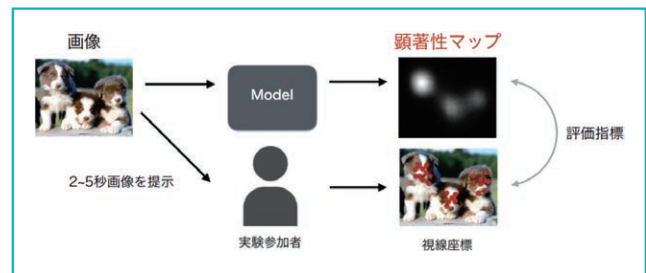 画像
顕著性マップ
Model
評価指標
2~5秒画像を提示
実験参加者
視線座標